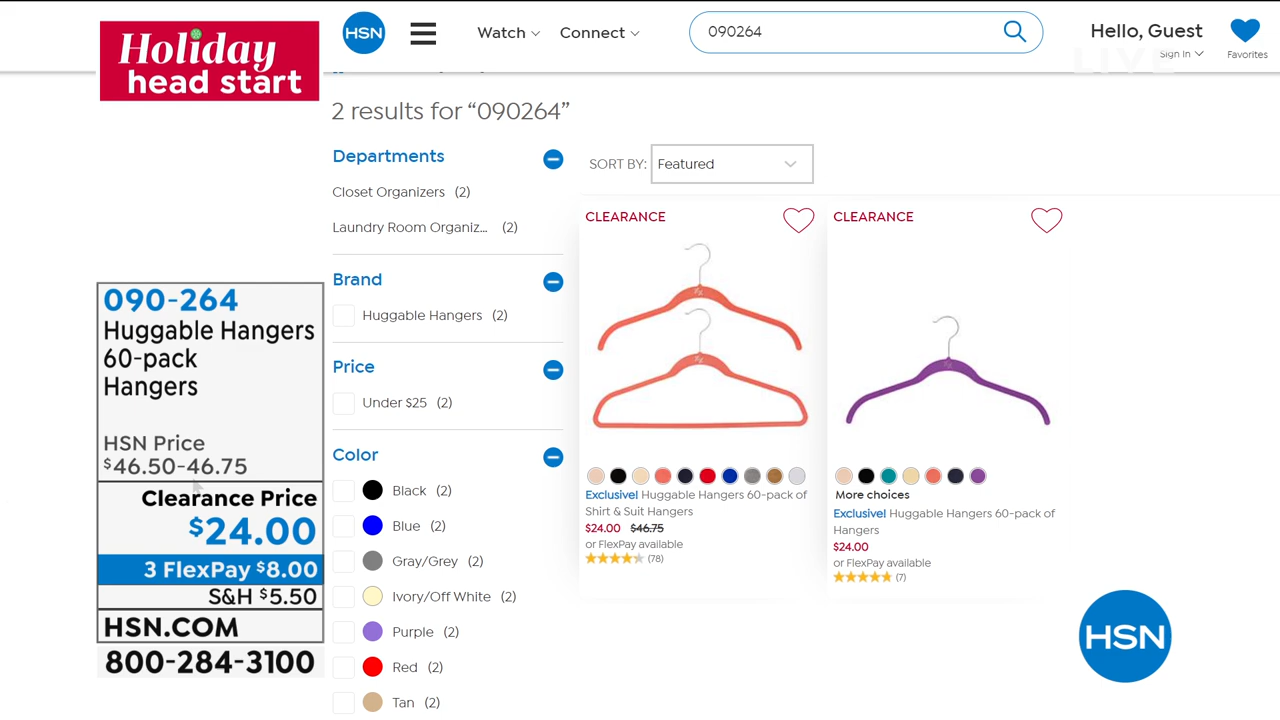 Holiday
head start
HSN
Watch
Connect
090264
Hello, Guest
Sign In
Favorites
LIVE
2 results for “090264”
Departments
Closet Organizers (2)
Laundry Room Organiz... (2)
Brand
Huggable Hangers (2)
Price
Under $25 (2)
Color
Black (2)
Blue (2)
Gray/Grey (2)
Ivory/Off White (2)
Purple (2)
Red (2)
Tan (2)
SORT BY: Featured
CLEARANCE
Exclusive! Huggable Hangers 60-pack of
Shirt & Suit Hangers
$24.00 $46.75
or FlexPay available
(78)
CLEARANCE
More choices
Exclusive! Huggable Hangers 60-pack of
Hangers
$24.00
or FlexPay available
(7)
090-264
Huggable Hangers
60-pack
Hangers
HSN Price
$46.50-46.75
Clearance Price
$24.00
3 FlexPay $8.00
S&H $5.50
HSN.COM
800-284-3100
HSN